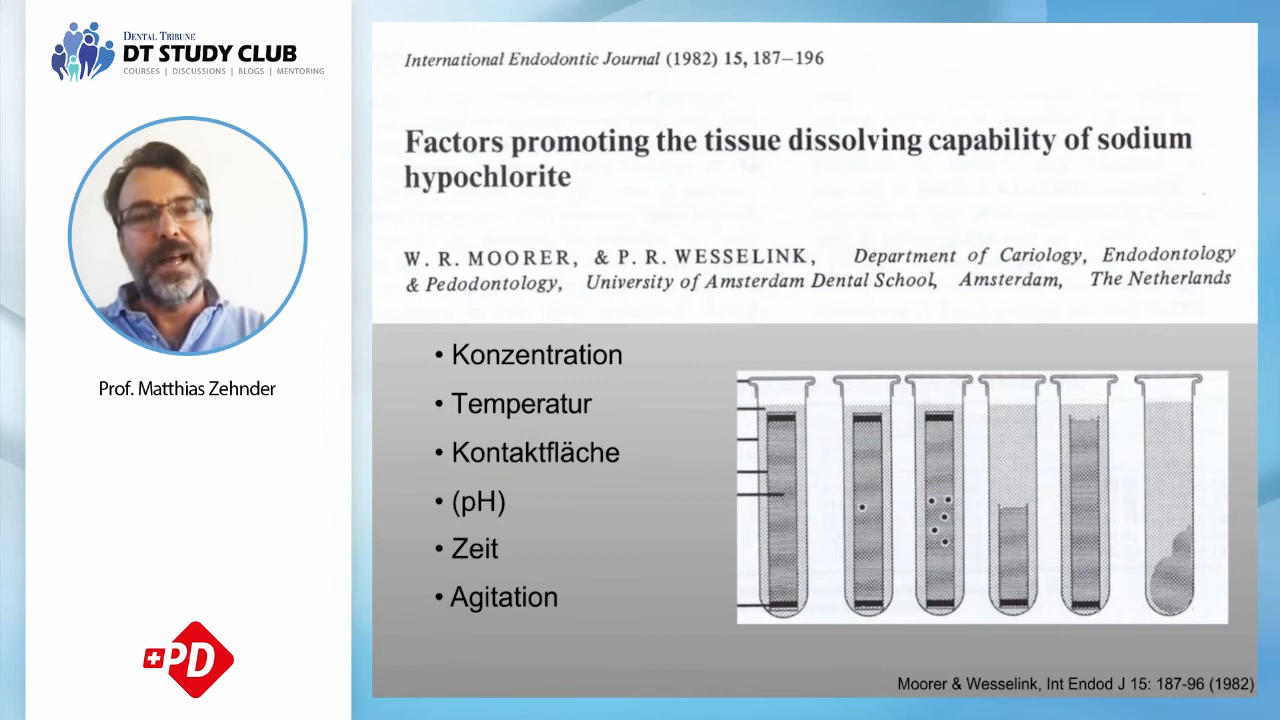 DENTAL TRIBUNE
DT STUDY CLUB
COURSES | DISCUSSIONS | BLOGS | MENTORING
Prof. Matthias Zehnder
PD
International Endodontic Journal (1982) 15, 187–196
Factors promoting the tissue dissolving capability of sodium
hypochlorite
W. R. MOORER, & P. R. WESSELINK, Department of Cariology, Endodontology
& Pedodontology, University of Amsterdam Dental School, Amsterdam, The Netherlands
• Konzentration
• Temperatur
• Kontaktfläche
• (pH)
• Zeit
• Agitation
Moorer & Wesselink, Int Endod J 15: 187-96 (1982)